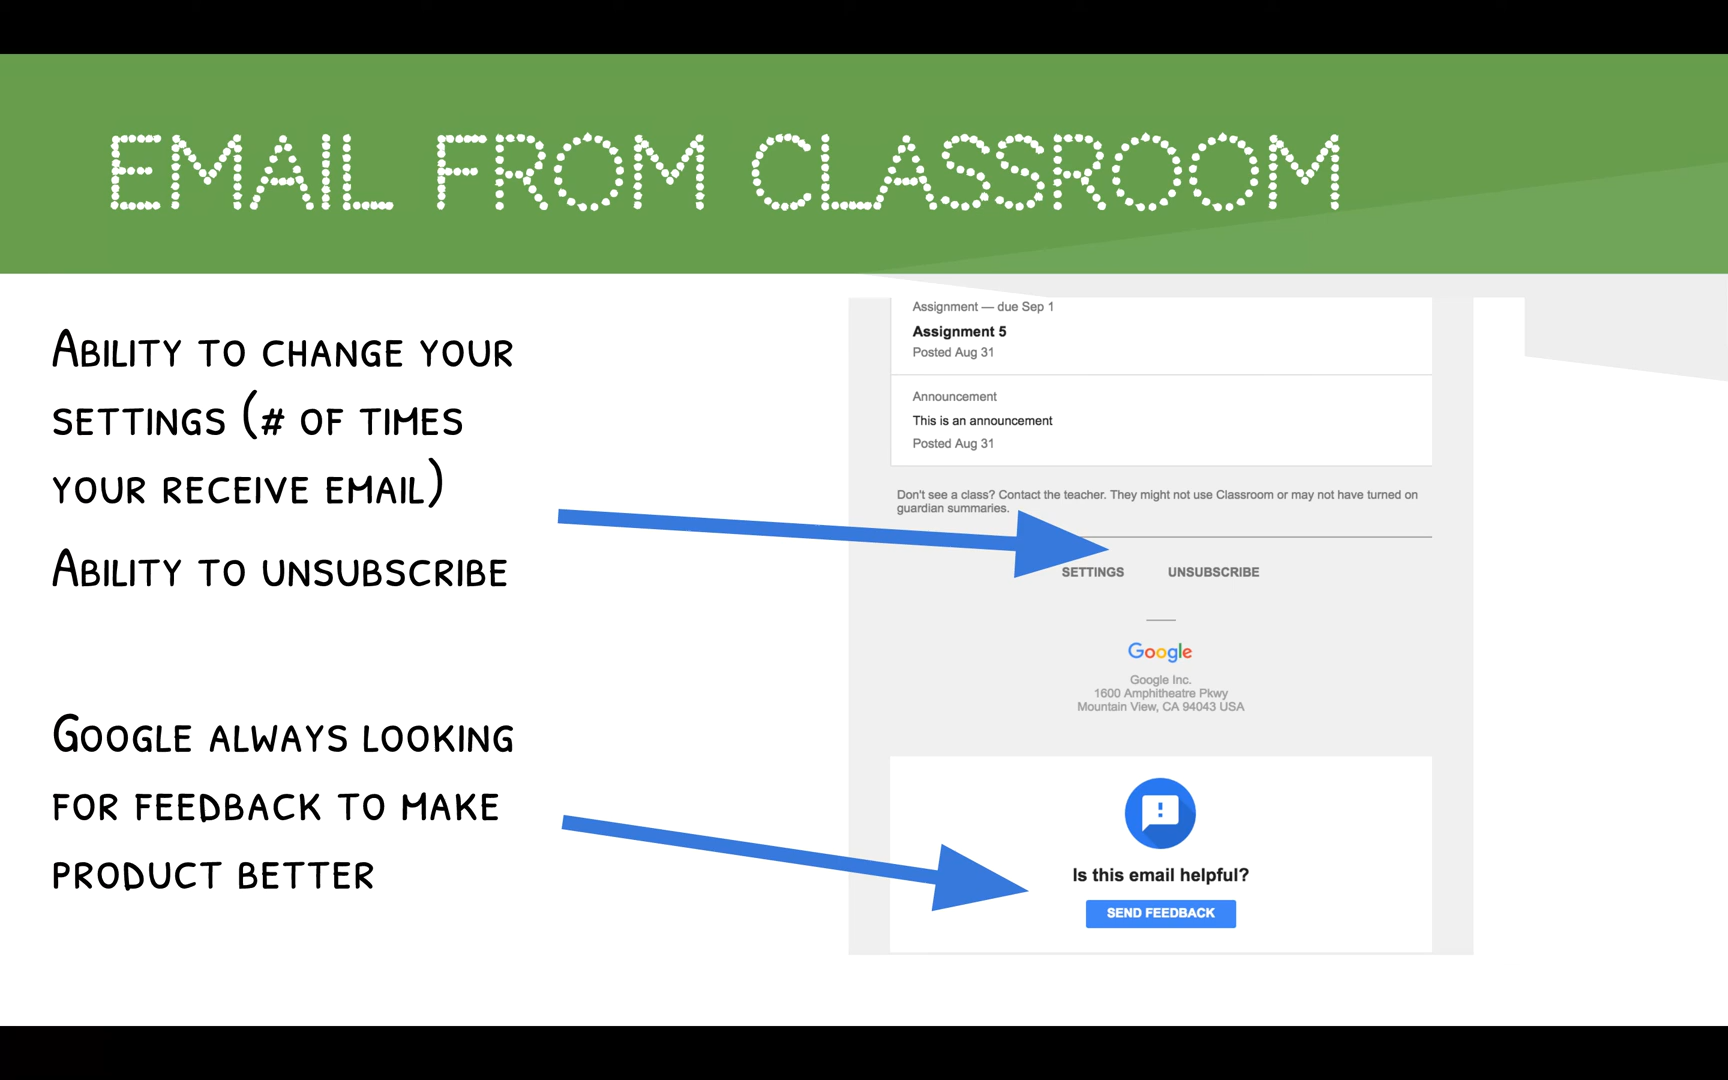 EMAIL FROM CLASSROOM
Ability to change your
settings (# of times
your receive email)
Ability to unsubscribe
Google always looking
for feedback to make
product better
Assignment — due Sep 1
Assignment 5
Posted Aug 31
Announcement
This is an announcement
Posted Aug 31
Don't see a class? Contact the teacher. They might not use Classroom or may not have turned on
guardian summaries.
SETTINGS UNSUBSCRIBE
Google
Google Inc.
1600 Amphitheatre Pkwy
Mountain View, CA 94043 USA
Is this email helpful?
SEND FEEDBACK